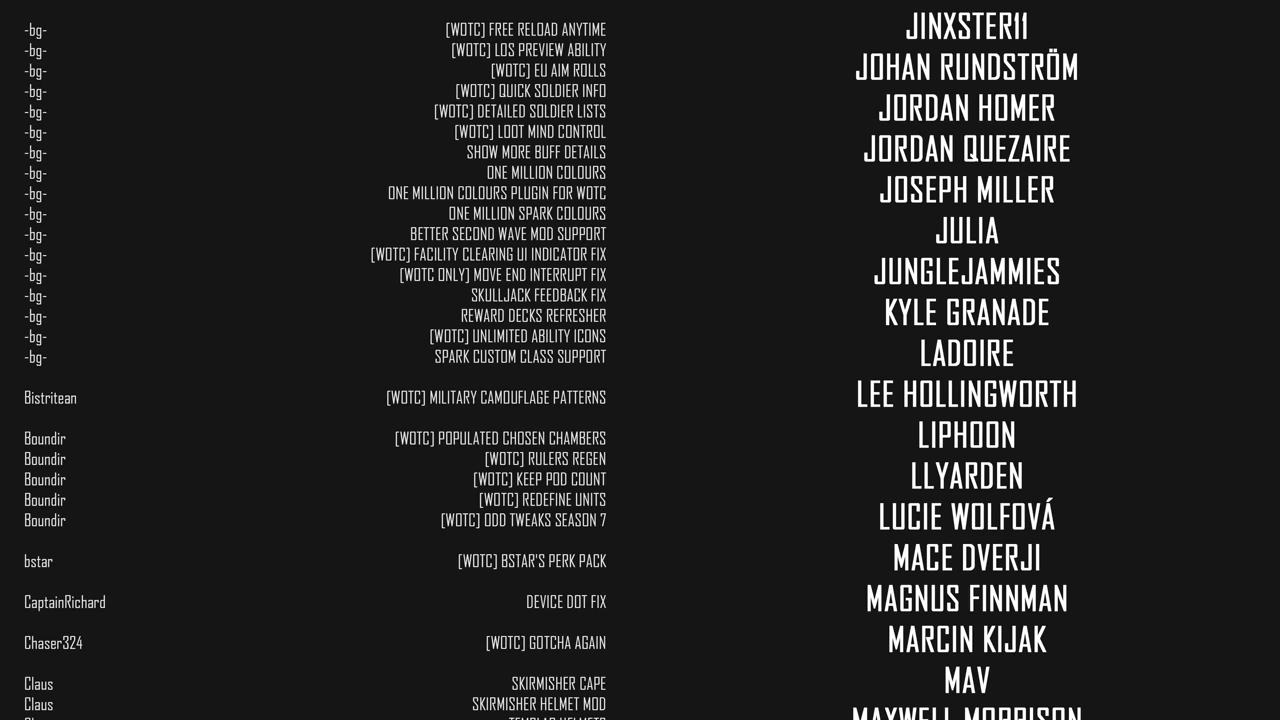 -bg- [WOTC] FREE RELOAD ANYTIME
-bg- [WOTC] LOS PREVIEW ABILITY
-bg- [WOTC] EU AIM ROLLS
-bg- [WOTC] QUICK SOLDIER INFO
-bg- [WOTC] DETAILED SOLDIER LISTS
-bg- [WOTC] LOOT MIND CONTROL
-bg- SHOW MORE BUFF DETAILS
-bg- ONE MILLION COLOURS
-bg- ONE MILLION COLOURS PLUGIN FOR WOTC
-bg- ONE MILLION SPARK COLOURS
-bg- BETTER SECOND WAVE MOD SUPPORT
-bg- [WOTC] FACILITY CLEARING UI INDICATOR FIX
-bg- [WOTC ONLY] MOVE END INTERRUPT FIX
-bg- SKULLJACK FEEDBACK FIX
-bg- REWARD DECKS REFRESHER
-bg- [WOTC] UNLIMITED ABILITY ICONS
-bg- SPARK CUSTOM CLASS SUPPORT
Bistritean [WOTC] MILITARY CAMOUFLAGE PATTERNS
Boundir [WOTC] POPULATED CHOSEN CHAMBERS
Boundir [WOTC] RULERS REGEN
Boundir [WOTC] KEEP POD COUNT
Boundir [WOTC] REDEFINE UNITS
Boundir [WOTC] ODD TWEAKS SEASON 7
bstar [WOTC] BSTAR'S PERK PACK
CaptainRichard DEVICE DOT FIX
Chaser324 [WOTC] GOTCHA AGAIN
Claus SKIRMISHER CAPE
Claus SKIRMISHER HELMET MOD
JINXSTER11
JOHAN RUNDSTRÖM
JORDAN HOMER
JORDAN QUEZAIRE
JOSEPH MILLER
JULIA
JUNGLEJAMMIES
KYLE GRANADE
LADOIRE
LEE HOLLINGWORTH
LIPHOON
LLYARDEN
LUCIE WOLFOVÁ
MACE DVERJI
MAGNUS FINNMAN
MARCIN KIJAK
MAV
MAXWELL MORRISON